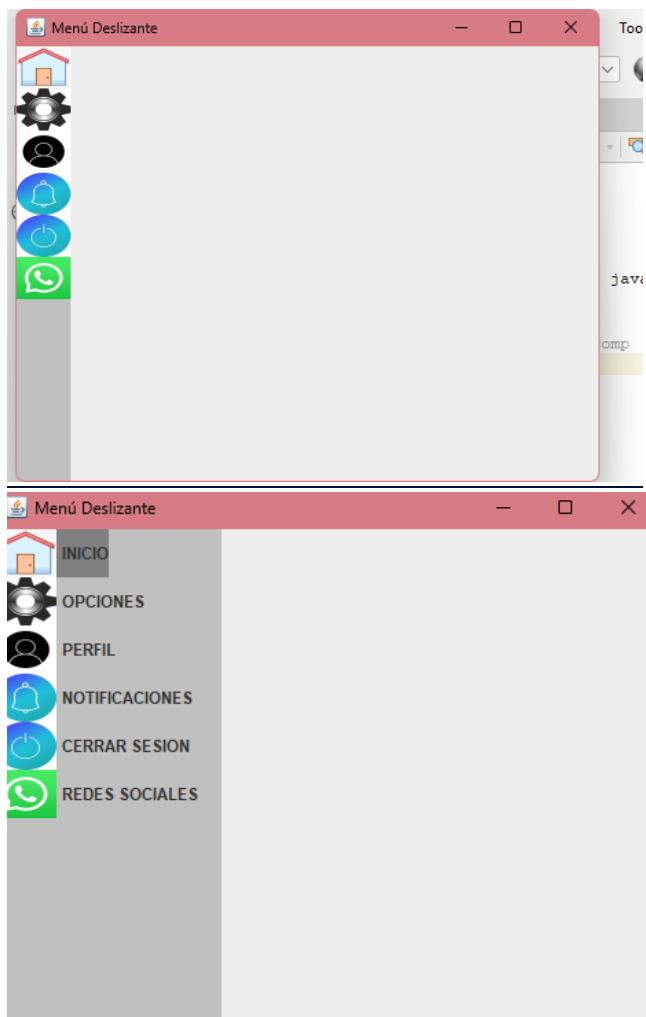 Menú Deslizante
Too
java
omp
Menú Deslizante
INICIO
OPCIONES
PERFIL
NOTIFICACIONES
CERRAR SESION
REDES SOCIALES